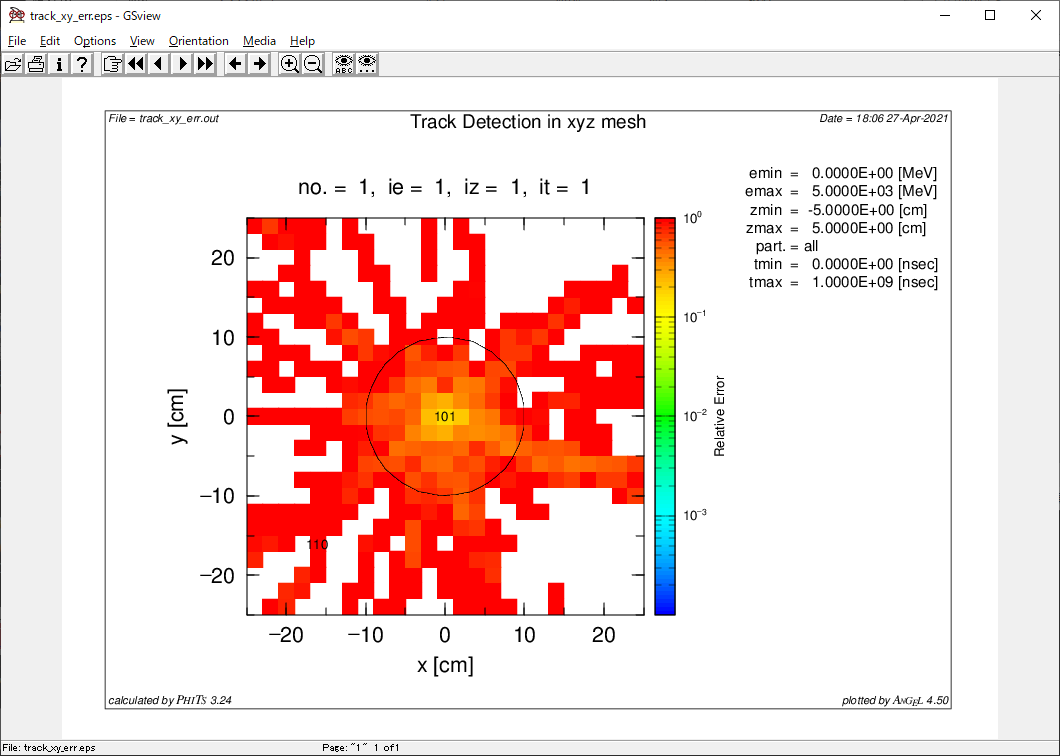 track_xy_err.eps - GSview
File Edit Options View Orientation Media Help
File = track_xy_err.out
Track Detection in xyz mesh
Date = 18:06 27-Apr-2021
no. = 1, ie = 1, iz = 1, it = 1
emin = 0.0000E+00 [MeV]
emax = 5.0000E+03 [MeV]
zmin = -5.0000E+00 [cm]
zmax = 5.0000E+00 [cm]
part. = all
tmin = 0.0000E+00 [nsec]
tmax = 1.0000E+09 [nsec]
y [cm]
20
10
0
−10
−20
101
110
−20 −10 0 10 20
x [cm]
10⁰
10⁻¹
10⁻²
10⁻³
Relative Error
calculated by PHITS 3.24
plotted by ANGEL 4.50
File: track_xy_err.eps
Page: "1" 1 of 1